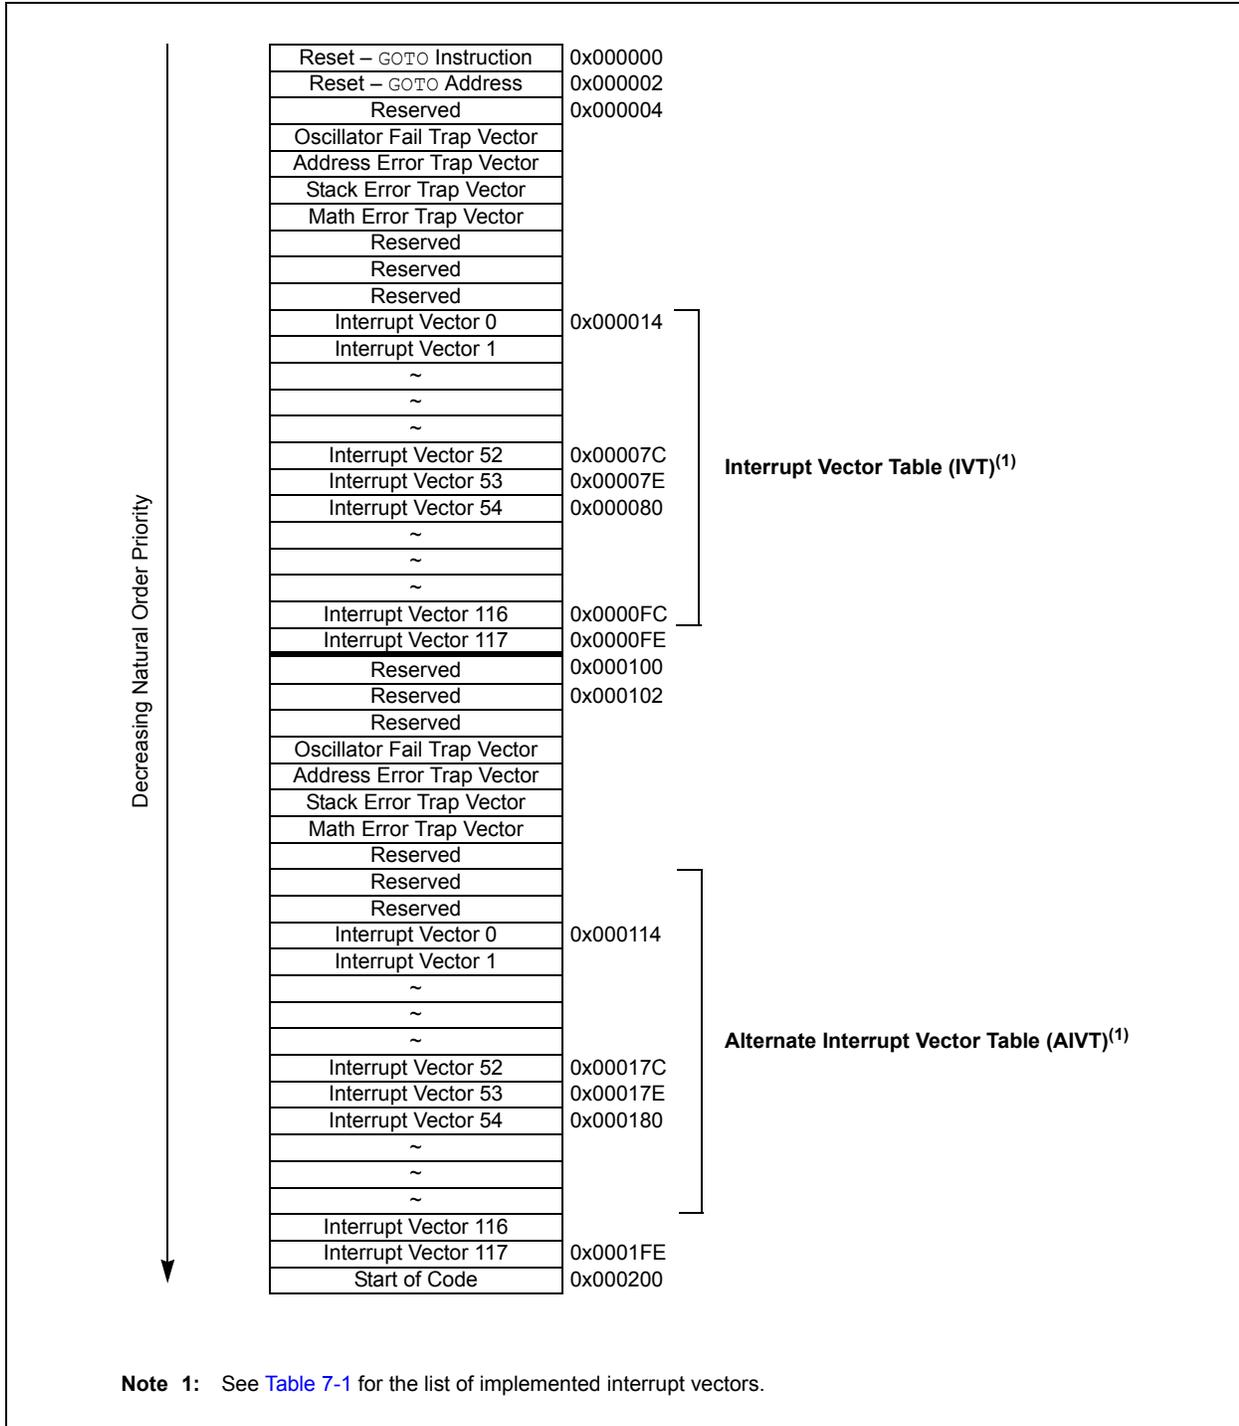 Reset – GOTO Instruction 0x000000
Reset – GOTO Address 0x000002
Reserved 0x000004
Oscillator Fail Trap Vector
Address Error Trap Vector
Stack Error Trap Vector
Math Error Trap Vector
Reserved
Reserved
Reserved
Interrupt Vector 0 0x000014
Interrupt Vector 1
~
~
~
Interrupt Vector 52 0x00007C
Interrupt Vector Table (IVT)(1)
Interrupt Vector 53 0x00007E
Interrupt Vector 54 0x000080
~
~
~
Interrupt Vector 116 0x0000FC
Interrupt Vector 117 0x0000FE
Decreasing Natural Order Priority
Reserved 0x000100
Reserved 0x000102
Reserved
Oscillator Fail Trap Vector
Address Error Trap Vector
Stack Error Trap Vector
Math Error Trap Vector
Reserved
Reserved
Reserved
Interrupt Vector 0 0x000114
Interrupt Vector 1
~
~
~
Alternate Interrupt Vector Table (AIVT)(1)
Interrupt Vector 52 0x00017C
Interrupt Vector 53 0x00017E
Interrupt Vector 54 0x000180
~
~
~
Interrupt Vector 116
Interrupt Vector 117 0x0001FE
Start of Code 0x000200
Note 1: See Table 7-1 for the list of implemented interrupt vectors.